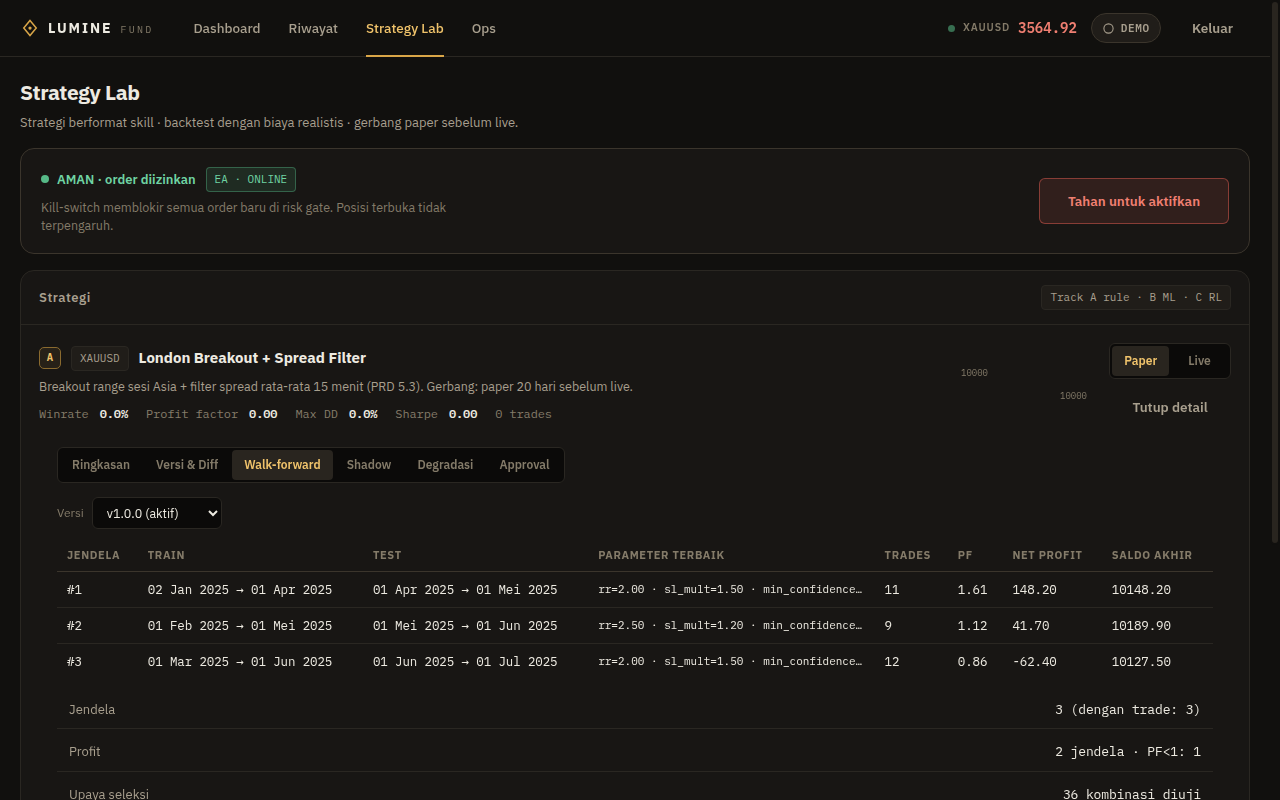 LUMINE FUND Dashboard Riwayat Strategy Lab Ops XAUUSD 3564.92 DEMO Keluar
Strategy Lab
Strategi berformat skill · backtest dengan biaya realistis · gerbang paper sebelum live.
AMAN · order diizinkan EA · ONLINE
Kill-switch memblokir semua order baru di risk gate. Posisi terbuka tidak
terpengaruh.
Tahan untuk aktifkan
Strategi Track A rule · B ML · C RL
A XAUUSD London Breakout + Spread Filter
Breakout range sesi Asia + filter spread rata-rata 15 menit (PRD 5.3). Gerbang: paper 20 hari sebelum live.
Winrate 0.0% Profit factor 0.00 Max DD 0.0% Sharpe 0.00 0 trades
10000
10000
Paper Live
Tutup detail
Ringkasan Versi & Diff Walk-forward Shadow Degradasi Approval
Versi v1.0.0 (aktif)
JENDELA TRAIN TEST PARAMETER TERBAIK TRADES PF NET PROFIT SALDO AKHIR
#1 02 Jan 2025 → 01 Apr 2025 01 Apr 2025 → 01 Mei 2025 rr=2.00 · sl_mult=1.50 · min_confidence… 11 1.61 148.20 10148.20
#2 01 Feb 2025 → 01 Mei 2025 01 Mei 2025 → 01 Jun 2025 rr=2.50 · sl_mult=1.20 · min_confidence… 9 1.12 41.70 10189.90
#3 01 Mar 2025 → 01 Jun 2025 01 Jun 2025 → 01 Jul 2025 rr=2.00 · sl_mult=1.50 · min_confidence… 12 0.86 -62.40 10127.50
Jendela 3 (dengan trade: 3)
Profit 2 jendela · PF<1: 1
Upaya seleksi 36 kombinasi diuji